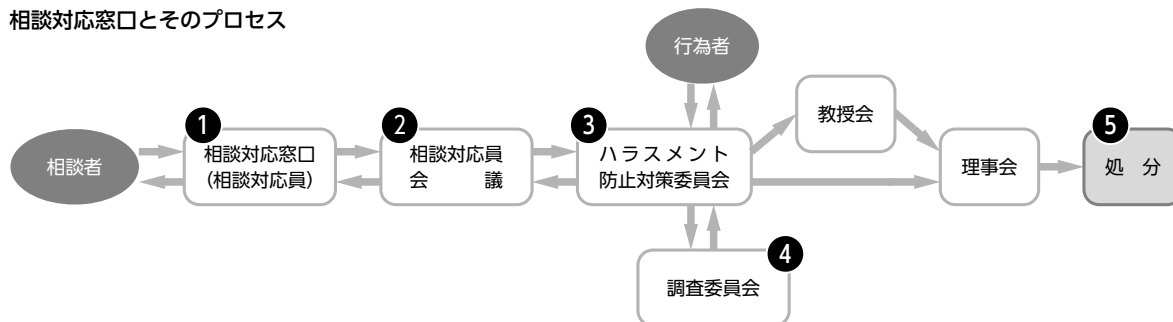 相談対応窓口とそのプロセス
行為者
教授会
相談者
1
相談対応窓口
(相談対応員)
2
相談対応員
会議
3
ハラスメント
防止対策委員会
理事会
5
処分
4
調査委員会